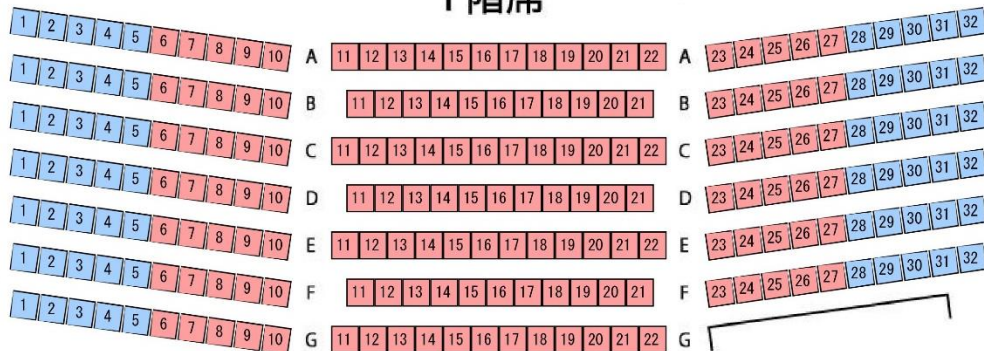 1階席
1 2 3 4 5 6 7 8 9 10 A 11 12 13 14 15 16 17 18 19 20 21 22 A 23 24 25 26 27 28 29 30 31 32
1 2 3 4 5 6 7 8 9 10 B 11 12 13 14 15 16 17 18 19 20 21 B 23 24 25 26 27 28 29 30 31 32
1 2 3 4 5 6 7 8 9 10 C 11 12 13 14 15 16 17 18 19 20 21 22 C 23 24 25 26 27 28 29 30 31 32
1 2 3 4 5 6 7 8 9 10 D 11 12 13 14 15 16 17 18 19 20 21 D 23 24 25 26 27 28 29 30 31 32
1 2 3 4 5 6 7 8 9 10 E 11 12 13 14 15 16 17 18 19 20 21 22 E 23 24 25 26 27 28 29 30 31 32
1 2 3 4 5 6 7 8 9 10 F 11 12 13 14 15 16 17 18 19 20 21 F 23 24 25 26 27 28 29 30 31 32
1 2 3 4 5 6 7 8 9 10 G 11 12 13 14 15 16 17 18 19 20 21 22 G